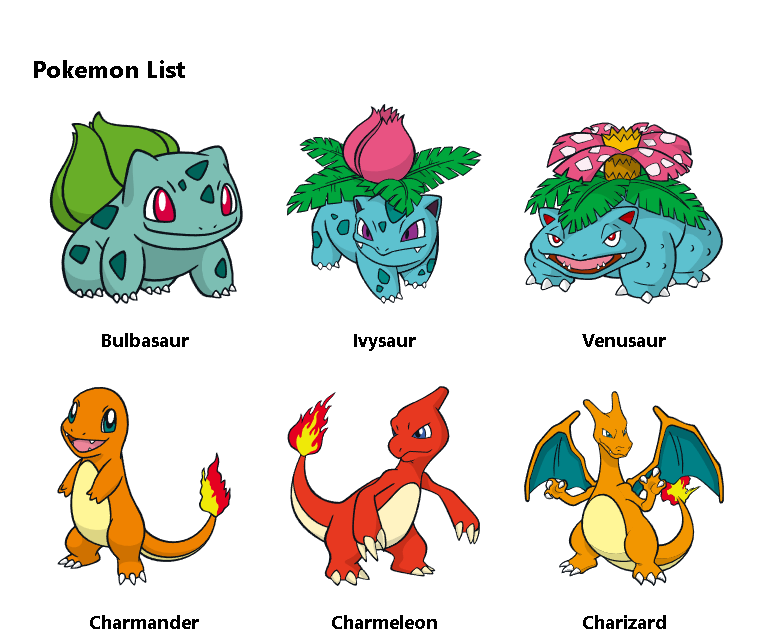 Pokemon List
Bulbasaur
Ivysaur
Venusaur
Charmander
Charmeleon
Charizard